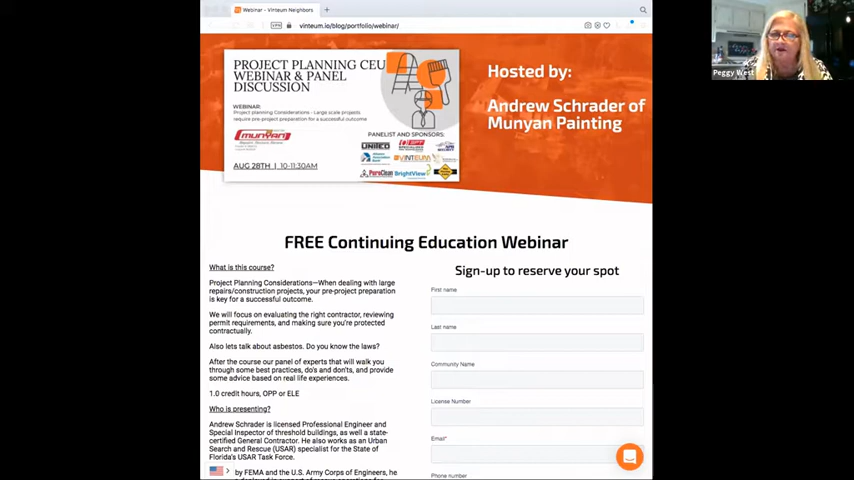 Webinar - Vinteum Neighbors
VPN
vinteum.io/blog/portfolio/webinar/
Peggy West
PROJECT PLANNING CEU
WEBINAR & PANEL
DISCUSSION
WEBINAR:
Project planning Considerations - Large scale projects
require pre-project preparation for a successful outcome
MUNYAN
AUG 28TH | 10-11:30AM
PANELIST AND SPONSORS:
UNITED
VINTEUM
ParaClean BrightView
Hosted by:
Andrew Schrader of
Munyan Painting
FREE Continuing Education Webinar
What is this course?
Project Planning Considerations—When dealing with large
repairs/construction projects, your pre-project preparation
is key for a successful outcome.
We will focus on evaluating the right contractor, reviewing
permit requirements, and making sure you're protected
contractually.
Also lets talk about asbestos. Do you know the laws?
After the course our panel of experts that will walk you
through some best practices, do's and don'ts, and provide
some advice based on real life experiences.
1.0 credit hours, OPP or ELE
Who is presenting?
Andrew Schrader is licensed Professional Engineer and
Special Inspector of threshold buildings, as well a state-
certified General Contractor. He also works as an Urban
Search and Rescue (USAR) specialist for the State of
Florida's USAR Task Force.
by FEMA and the U.S. Army Corps of Engineers, he
Sign-up to reserve your spot
First name
Last name
Community Name
License Number
Email*
Phone number